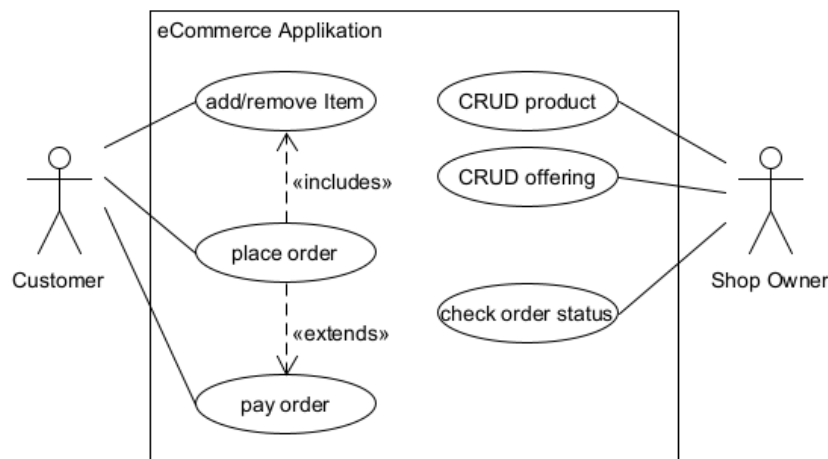 eCommerce Applikation
add/remove Item
CRUD product
«includes»
CRUD offering
place order
Customer
Shop Owner
«extends»
check order status
pay order